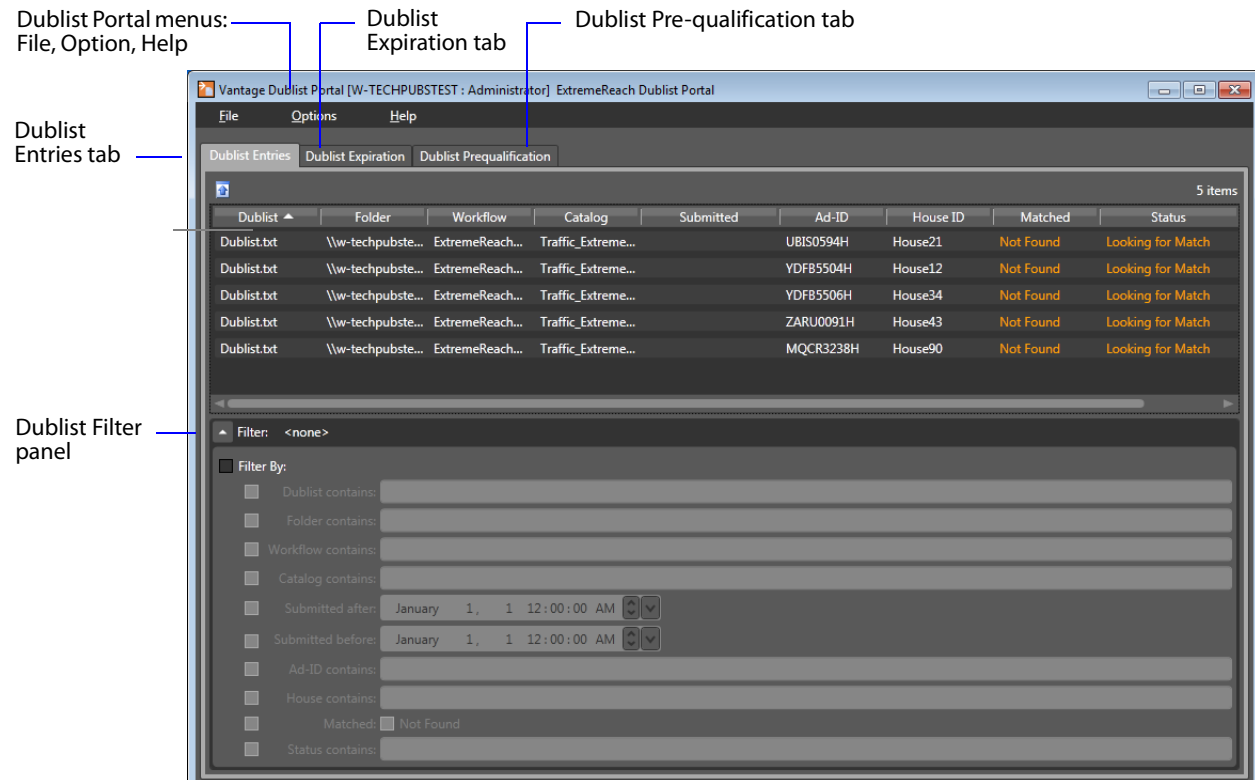 Dublist Portal menus:
File, Option, Help
Dublist
Expiration tab
Dublist Pre-qualification tab
Dublist
Entries tab
Dublist Filter
panel
Vantage Dublist Portal [W-TECHPUBSTEST : Administrator] ExtremeReach Dublist Portal
File Options Help
Dublist Entries Dublist Expiration Dublist Prequalification
5 items
Dublist Folder Workflow Catalog Submitted Ad-ID House ID Matched Status
Dublist.txt \\w-techpubste... ExtremeReach... Traffic_Extreme... UBIS0594H House21 Not Found Looking for Match
Dublist.txt \\w-techpubste... ExtremeReach... Traffic_Extreme... YDFB5504H House12 Not Found Looking for Match
Dublist.txt \\w-techpubste... ExtremeReach... Traffic_Extreme... YDFB5506H House34 Not Found Looking for Match
Dublist.txt \\w-techpubste... ExtremeReach... Traffic_Extreme... ZARU0091H House43 Not Found Looking for Match
Dublist.txt \\w-techpubste... ExtremeReach... Traffic_Extreme... MQCR3238H House90 Not Found Looking for Match
Filter: <none>
Filter By:
Dublist contains:
Folder contains:
Workflow contains:
Catalog contains:
Submitted after: January 1, 1 12:00:00 AM
Submitted before: January 1, 1 12:00:00 AM
Ad-ID contains:
House contains:
Matched: Not Found
Status contains: